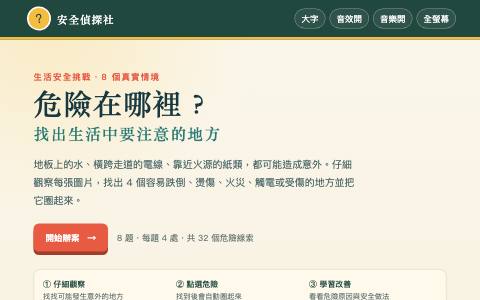 ?
安全偵探社
大字
音效開
音樂開
全螢幕
生活安全挑戰 · 8 個真實情境
危險在哪裡？
找出生活中要注意的地方
地板上的水、橫跨走道的電線、靠近火源的紙類，都可能造成意外。仔細
觀察每張圖片，找出 4 個容易跌倒、燙傷、火災、觸電或受傷的地方並把
它圈起來。
開始辦案 →
8 題 · 每題 4 處 · 共 32 個危險線索
① 仔細觀察
找找可能發生意外的地方
② 點選危險
找到後會自動圈起來
③ 學習改善
看看危險原因與安全做法